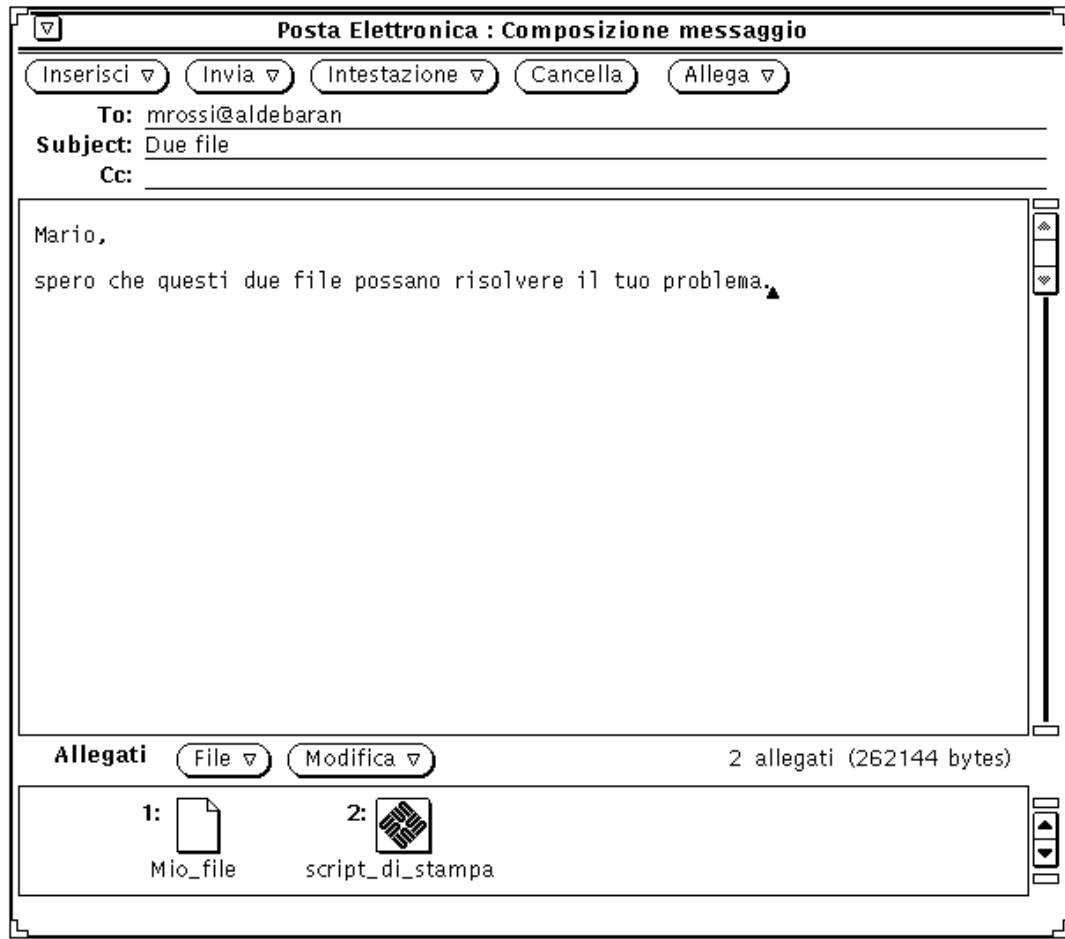 Posta Elettronica : Composizione messaggio
Inserisci Invia Intestazione Cancella Allega
To: mrossi@aldebaran
Subject: Due file
Cc:
Mario,
spero che questi due file possano risolvere il tuo problema.
Allegati File Modifica 2 allegati (262144 bytes)
1: 2:
Mio_file script_di_stampa